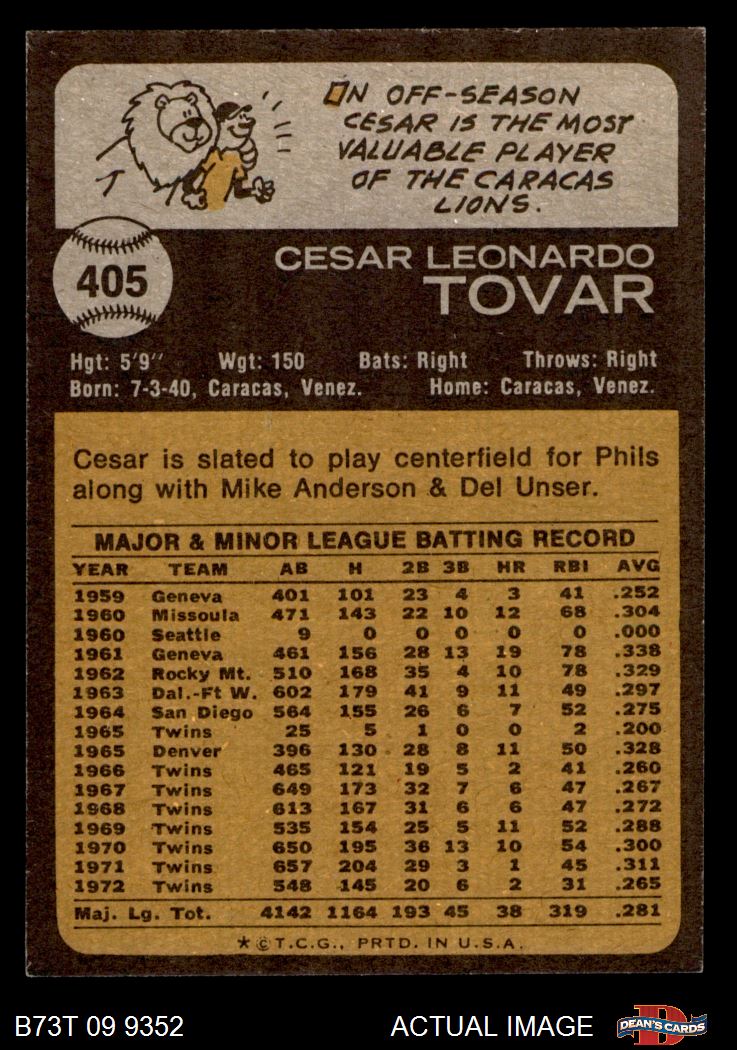 ON OFF-SEASON
CESAR IS THE MOST
VALUABLE PLAYER
OF THE CARACAS
LIONS.
405
CESAR LEONARDO
TOVAR
Hgt: 5'9" Wgt: 150 Bats: Right Throws: Right
Born: 7-3-40, Caracas, Venez. Home: Caracas, Venez.
Cesar is slated to play centerfield for Phils
along with Mike Anderson & Del Unser.
MAJOR & MINOR LEAGUE BATTING RECORD
YEAR TEAM AB H 2B 3B HR RBI AVG
1959 Geneva 401 101 23 4 3 41 .252
1960 Missoula 471 143 22 10 12 68 .304
1960 Seattle 9 0 0 0 0 0 .000
1961 Geneva 461 156 28 13 19 78 .338
1962 Rocky Mt. 510 168 35 4 10 78 .329
1963 Dal.-Ft W. 602 179 41 9 11 49 .297
1964 San Diego 564 155 26 6 7 52 .275
1965 Twins 25 5 1 0 0 2 .200
1965 Denver 396 130 28 8 11 50 .328
1966 Twins 465 121 19 5 2 41 .260
1967 Twins 649 173 32 7 6 47 .267
1968 Twins 613 167 31 6 6 47 .272
1969 Twins 535 154 25 5 11 52 .288
1970 Twins 650 195 36 13 10 54 .300
1971 Twins 657 204 29 3 1 45 .311
1972 Twins 548 145 20 6 2 31 .265
Maj. Lg. Tot. 4142 1164 193 45 38 319 .281
★ © T.C.G., PRTD. IN U.S.A.
B73T 09 9352 ACTUAL IMAGE D DEAN'S CARDS